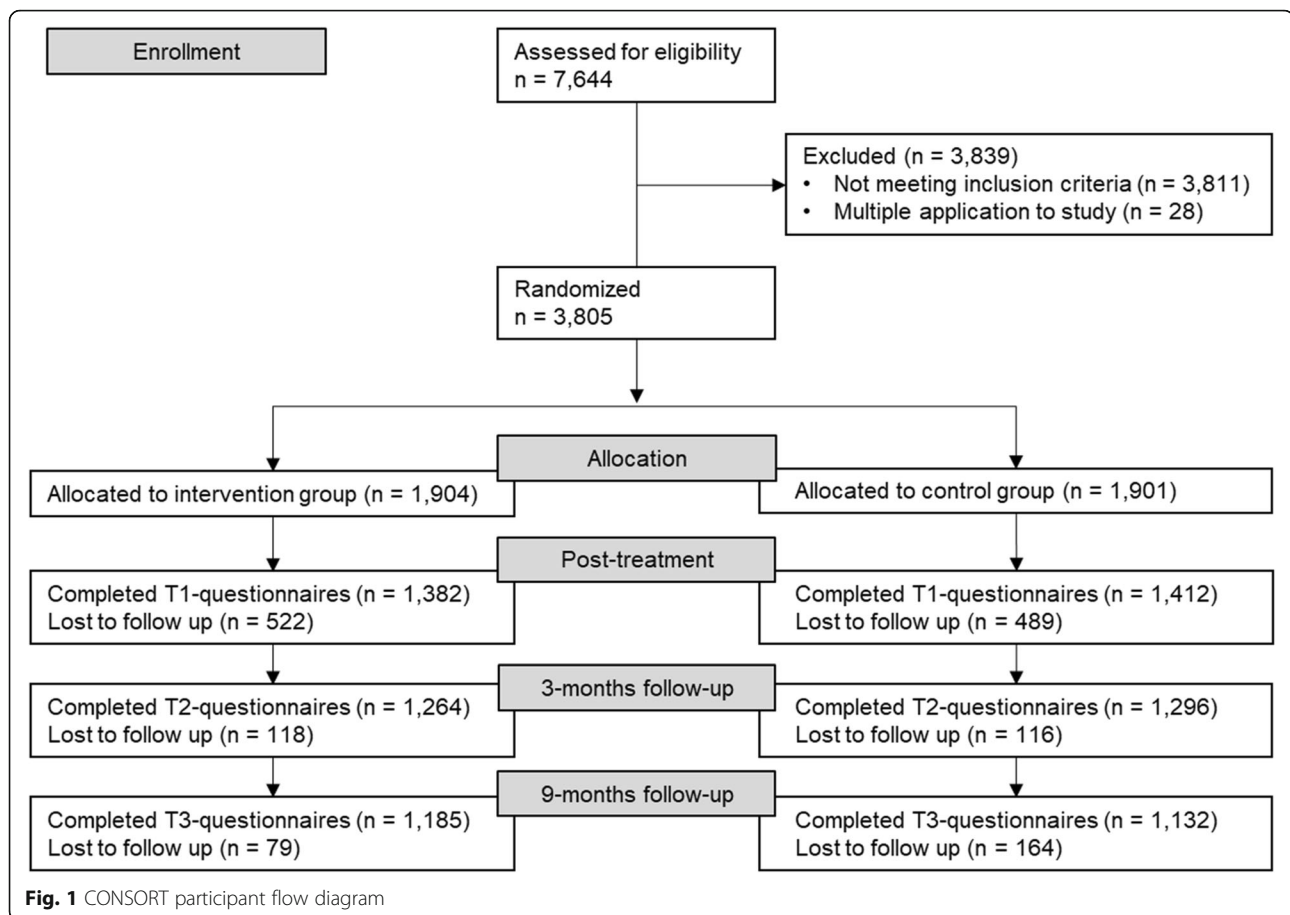 Enrollment
Assessed for eligibility
n = 7,644
Excluded (n = 3,839)
• Not meeting inclusion criteria (n = 3,811)
• Multiple application to study (n = 28)
Randomized
n = 3,805
Allocation
Allocated to intervention group (n = 1,904)
Allocated to control group (n = 1,901)
Post-treatment
Completed T1-questionnaires (n = 1,382)
Lost to follow up (n = 522)
Completed T1-questionnaires (n = 1,412)
Lost to follow up (n = 489)
3-months follow-up
Completed T2-questionnaires (n = 1,264)
Lost to follow up (n = 118)
Completed T2-questionnaires (n = 1,296)
Lost to follow up (n = 116)
9-months follow-up
Completed T3-questionnaires (n = 1,185)
Lost to follow up (n = 79)
Completed T3-questionnaires (n = 1,132)
Lost to follow up (n = 164)
Fig. 1 CONSORT participant flow diagram